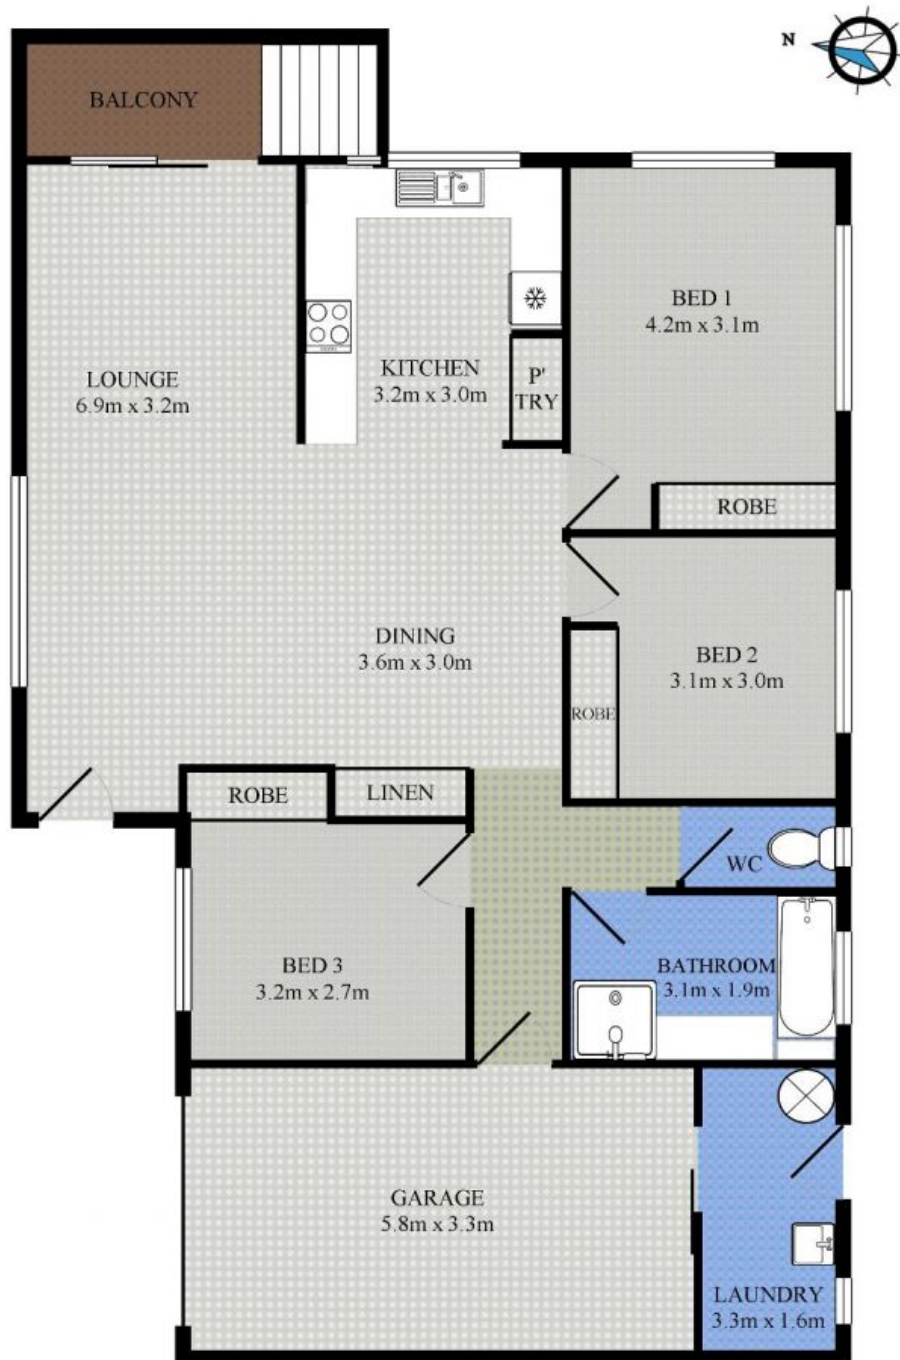 N
BALCONY
BED 1
4.2m x 3.1m
LOUNGE
6.9m x 3.2m
KITCHEN
3.2m x 3.0m
P'
TRY
ROBE
DINING
3.6m x 3.0m
BED 2
3.1m x 3.0m
ROBE
ROBE
LINEN
WC
BED 3
3.2m x 2.7m
BATHROOM
3.1m x 1.9m
GARAGE
5.8m x 3.3m
LAUNDRY
3.3m x 1.6m